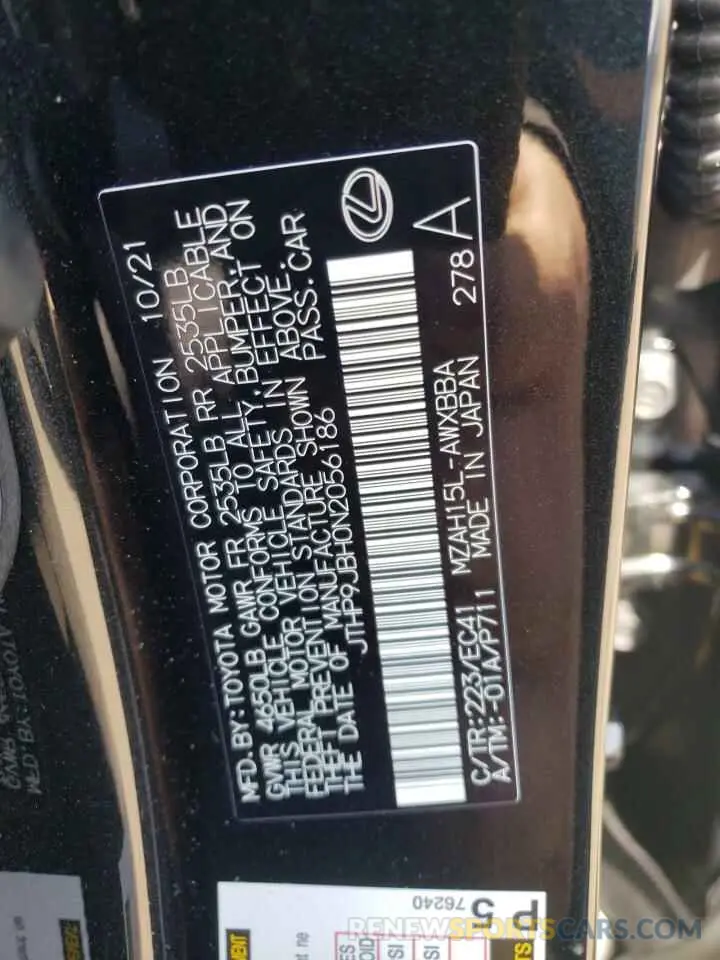 MFD. BY: TOYOTA MOTOR CORPORATION 10/21
GVWR 4650LB GAWR FR 2535LB RR 2535LB
THIS VEHICLE CONFORMS TO ALL APPLICABLE
FEDERAL MOTOR VEHICLE SAFETY, BUMPER, AND
THEFT PREVENTION STANDARDS IN EFFECT ON
THE DATE OF MANUFACTURE SHOWN ABOVE.
JTHP9JBH0N2056186 PASS. CAR
C/TR: 223/EC41 MZAH15L-AWXBBA
A/TM: -01A/P711 MADE IN JAPAN 278 A
76240
RENEWSPORTSCARS.COM